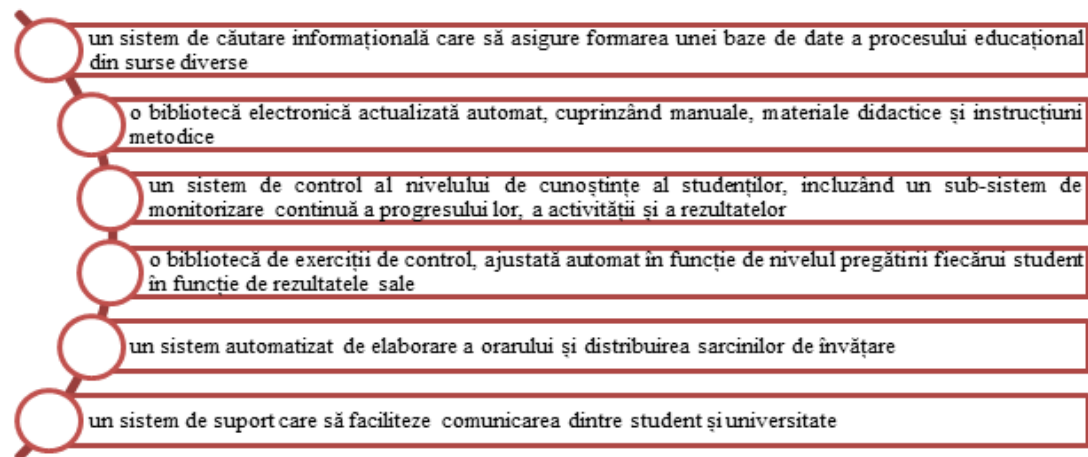 un sistem de căutare informațională care să asigure formarea unei baze de date a procesului educațional
din surse diverse
o bibliotecă electronică actualizată automat, cuprinzând manuale, materiale didactice și instrucțiuni
metodice
un sistem de control al nivelului de cunoștințe al studenților, incluzând un sub-sistem de
monitorizare continuă a progresului lor, a activității și a rezultatelor
o bibliotecă de exerciții de control, ajustată automat în funcție de nivelul pregătirii fiecărui student
în funcție de rezultatele sale
un sistem automatizat de elaborare a orarului și distribuirea sarcinilor de învățare
un sistem de suport care să faciliteze comunicarea dintre student și universitate